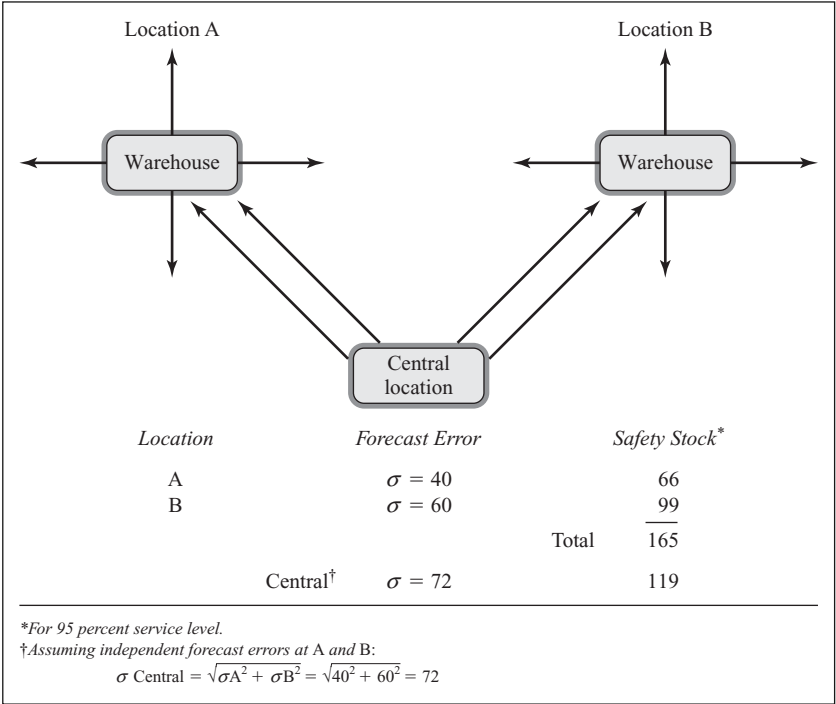 Location A Location B
Warehouse Warehouse
Central
location
Location Forecast Error Safety Stock*
A σ = 40 66
B σ = 60 99
Total 165
Central† σ = 72 119
*For 95 percent service level.
†Assuming independent forecast errors at A and B:
σ Central = √σA² + σB² = √40² + 60² = 72